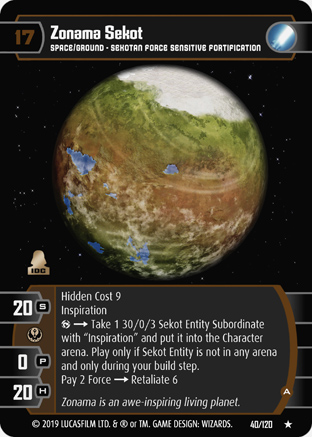 17
Zonama Sekot
SPACE/GROUND - SEKOTAN FORCE SENSITIVE FORTIFICATION
IDC
20 S
0 P
20 H
Hidden Cost 9
Inspiration
→ Take 1 30/0/3 Sekot Entity Subordinate
with “Inspiration” and put it into the Character
arena. Play only if Sekot Entity is not in any arena
and only during your build step.
Pay 2 Force → Retaliate 6
Zonama is an awe-inspiring living planet.
A
© 2019 LUCASFILM LTD. & ® or TM. GAME DESIGN: WIZARDS. 40/120 ★